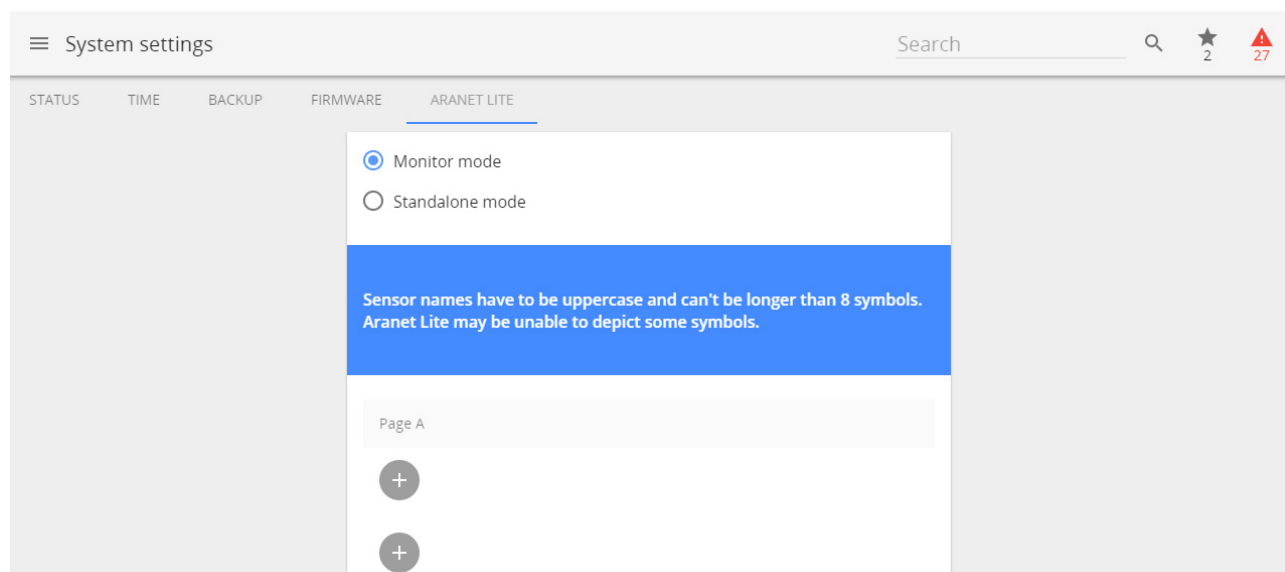 System settings
Search
2
27
STATUS TIME BACKUP FIRMWARE ARANET LITE
Monitor mode
Standalone mode
Sensor names have to be uppercase and can't be longer than 8 symbols.
Aranet Lite may be unable to depict some symbols.
Page A